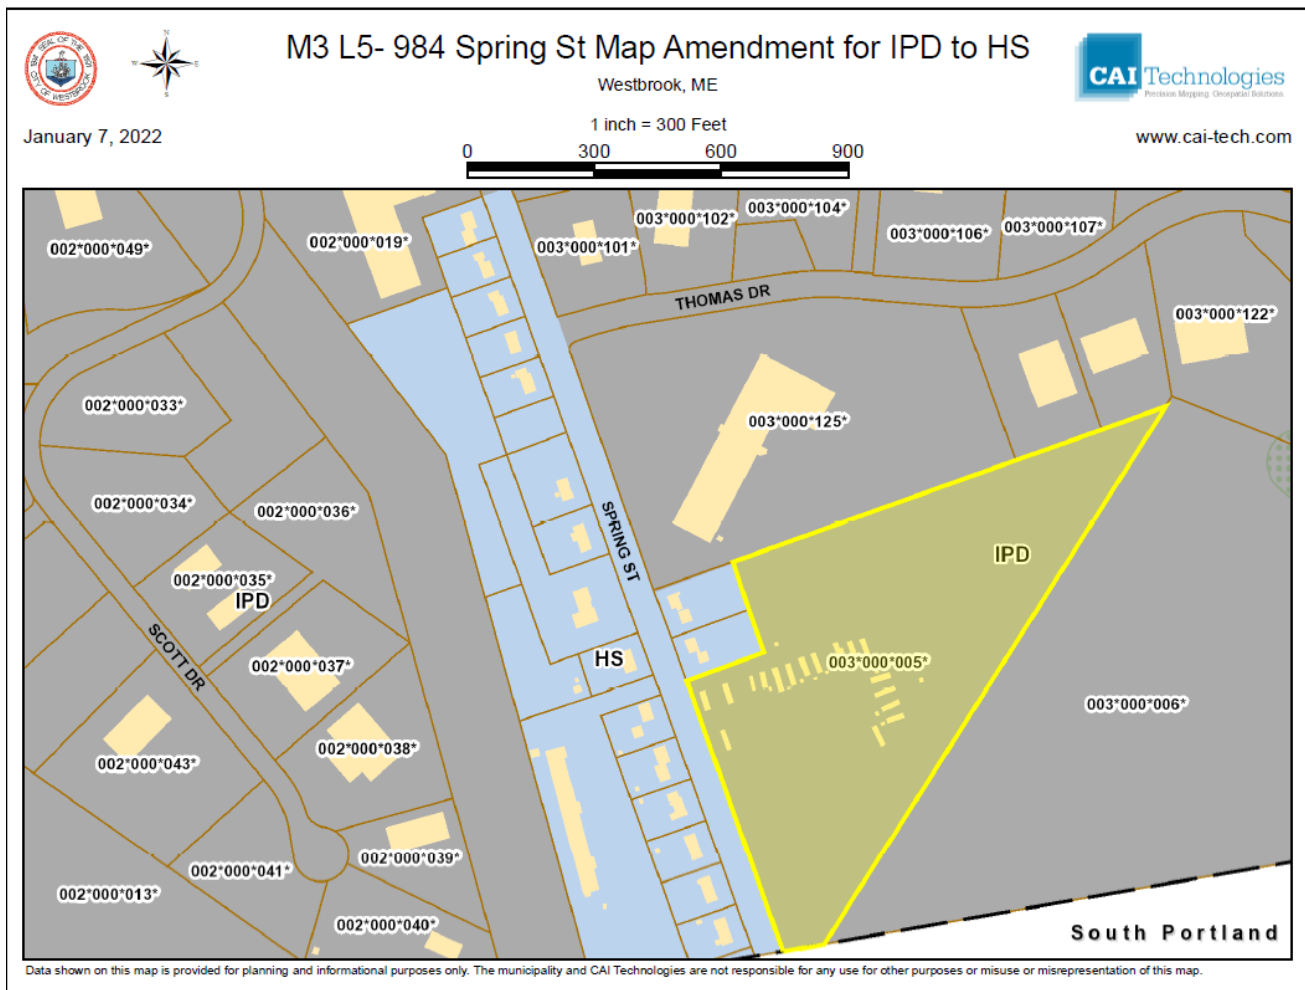 M3 L5- 984 Spring St Map Amendment for IPD to HS
Westbrook, ME
CAI Technologies
Precision Mapping. Geospatial Solutions.
January 7, 2022
1 inch = 300 Feet
www.cai-tech.com
0 300 600 900
002*000*049*
002*000*019*
003*000*101*
003*000*102*
003*000*104*
003*000*106*
003*000*107*
THOMAS DR
003*000*122*
002*000*033*
003*000*125*
002*000*034*
002*000*036*
SPRING ST
IPD
002*000*035*
IPD
SCOTT DR
002*000*037*
HS
003*000*005*
003*000*006*
002*000*043*
002*000*038*
002*000*039*
002*000*041*
002*000*013*
002*000*040*
South Portland
Data shown on this map is provided for planning and informational purposes only. The municipality and CAI Technologies are not responsible for any use for other purposes or misuse or misrepresentation of this map.